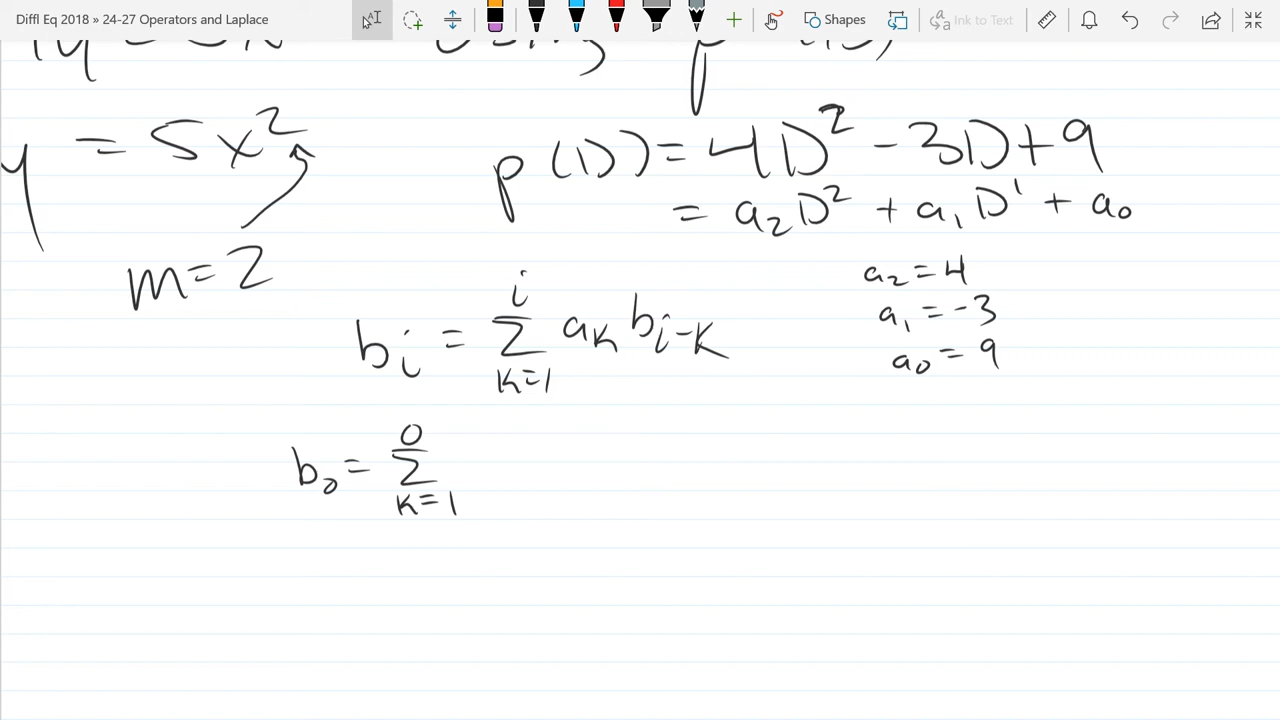 Diffl Eq 2018 » 24-27 Operators and Laplace
Shapes
Ink to Text
using
y = 5x²
p(D) = 4D² - 3D + 9
= a₂D² + a₁D¹ + a₀
m = 2
a₂ = 4
a₁ = -3
a₀ = 9
bᵢ = Σ_{k=1}^{i} aₖ bᵢ₋ₖ
b₀ = Σ_{k=1}^{0}